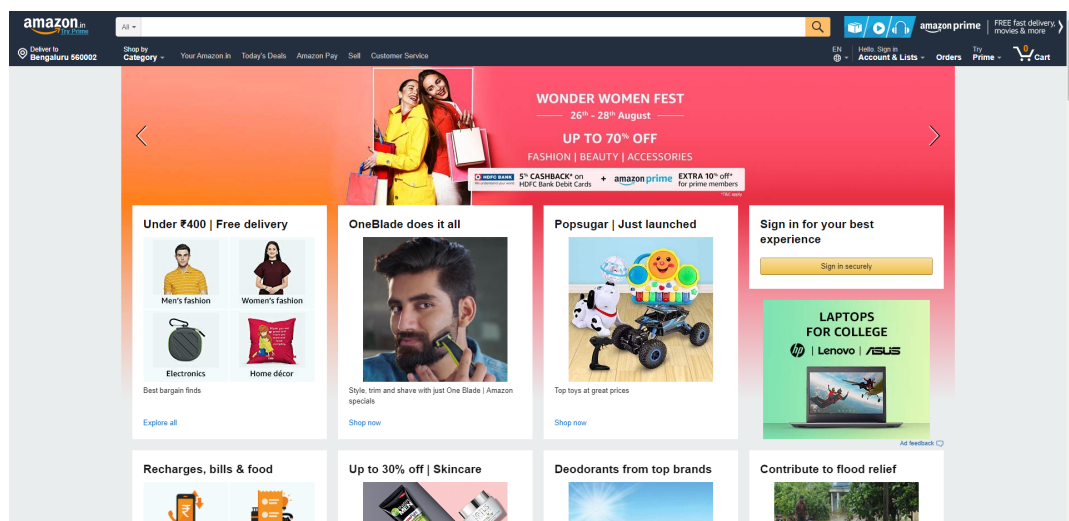 amazon.in
Try Prime
All
amazon prime
FREE fast delivery,
movies & more
Deliver to
Bengaluru 560002
Shop by
Category
Your Amazon.in
Today's Deals
Amazon Pay
Sell
Customer Service
EN
Hello. Sign in
Account & Lists
Orders
Try
Prime
0
Cart
WONDER WOMEN FEST
26th - 28th August
UP TO 70% OFF
FASHION | BEAUTY | ACCESSORIES
HDFC BANK
We understand your world
5% CASHBACK* on
HDFC Bank Debit Cards
+
amazon prime
EXTRA 10% off*
for prime members
*T&C apply
Under ₹400 | Free delivery
Men's fashion
Women's fashion
Electronics
Home décor
Best bargain finds
Explore all
OneBlade does it all
Style, trim and shave with just One Blade | Amazon
specials
Shop now
Popsugar | Just launched
Top toys at great prices
Shop now
Sign in for your best
experience
Sign in securely
LAPTOPS
FOR COLLEGE
hp | Lenovo | ASUS
Ad feedback
Recharges, bills & food
Up to 30% off | Skincare
MEN
Deodorants from top brands
Contribute to flood relief